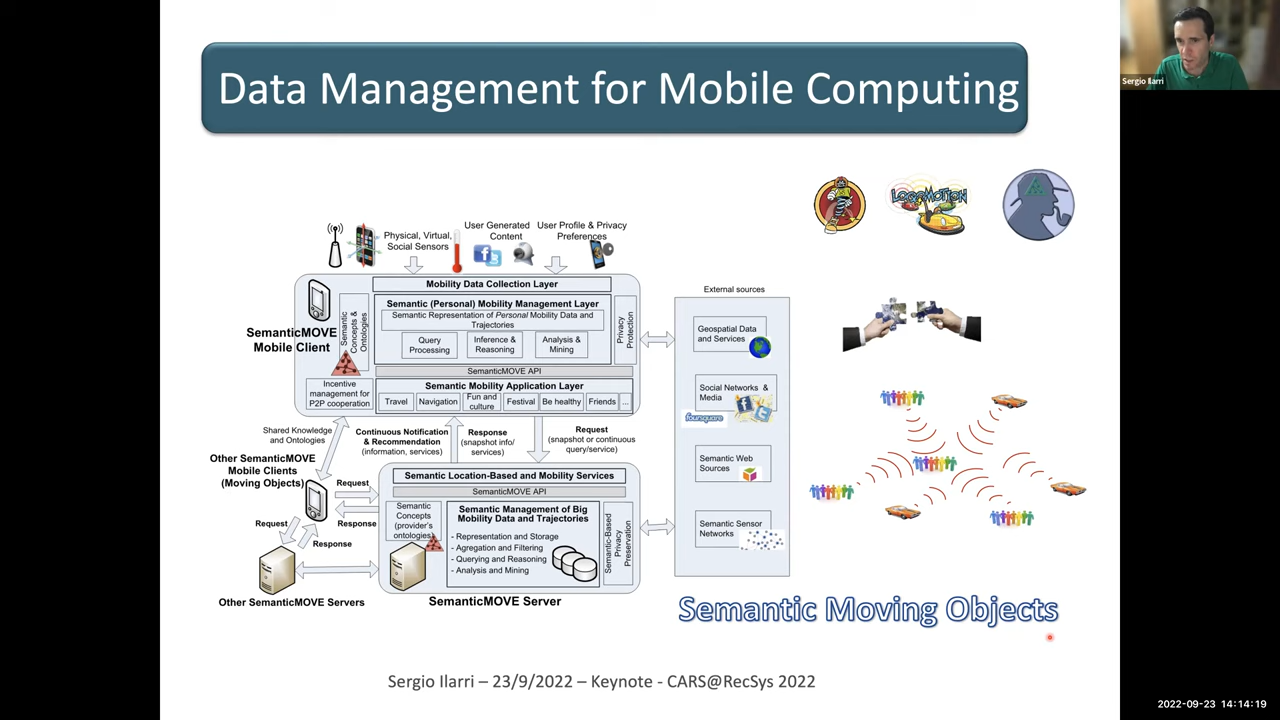 Data Management for Mobile Computing
Sergio Ilarri
LOQOMOTION
Physical, Virtual,
Social Sensors
User Generated
Content
User Profile & Privacy
Preferences
Mobility Data Collection Layer
Semantic (Personal) Mobility Management Layer
Semantic Representation of Personal Mobility Data and
Trajectories
Query
Processing
Inference &
Reasoning
Analysis &
Mining
Privacy
Protection
Semantic
Concepts &
Ontologies
SemanticMOVE
Mobile Client
SemanticMOVE API
Incentive
management for
P2P cooperation
Semantic Mobility Application Layer
Travel
Navigation
Fun and
culture
Festival
Be healthy
Friends
...
Shared Knowledge
and Ontologies
Continuous Notification
& Recommendation
(information, services)
Response
(snapshot info/
services)
Request
(snapshot or continuous
query/service)
Other SemanticMOVE
Mobile Clients
(Moving Objects)
Request
Response
Request
Response
Semantic Location-Based and Mobility Services
SemanticMOVE API
Semantic
Concepts
(provider's
ontologies)
Semantic Management of Big
Mobility Data and Trajectories
- Representation and Storage
- Agregation and Filtering
- Querying and Reasoning
- Analysis and Mining
Semantic-Based
Privacy
Preservation
Other SemanticMOVE Servers
SemanticMOVE Server
External sources
Geospatial Data
and Services
Social Networks &
Media
foursquare
Semantic Web
Sources
Semantic Sensor
Networks
Semantic Moving Objects
Sergio Ilarri – 23/9/2022 – Keynote - CARS@RecSys 2022
2022-09-23 14:14:19